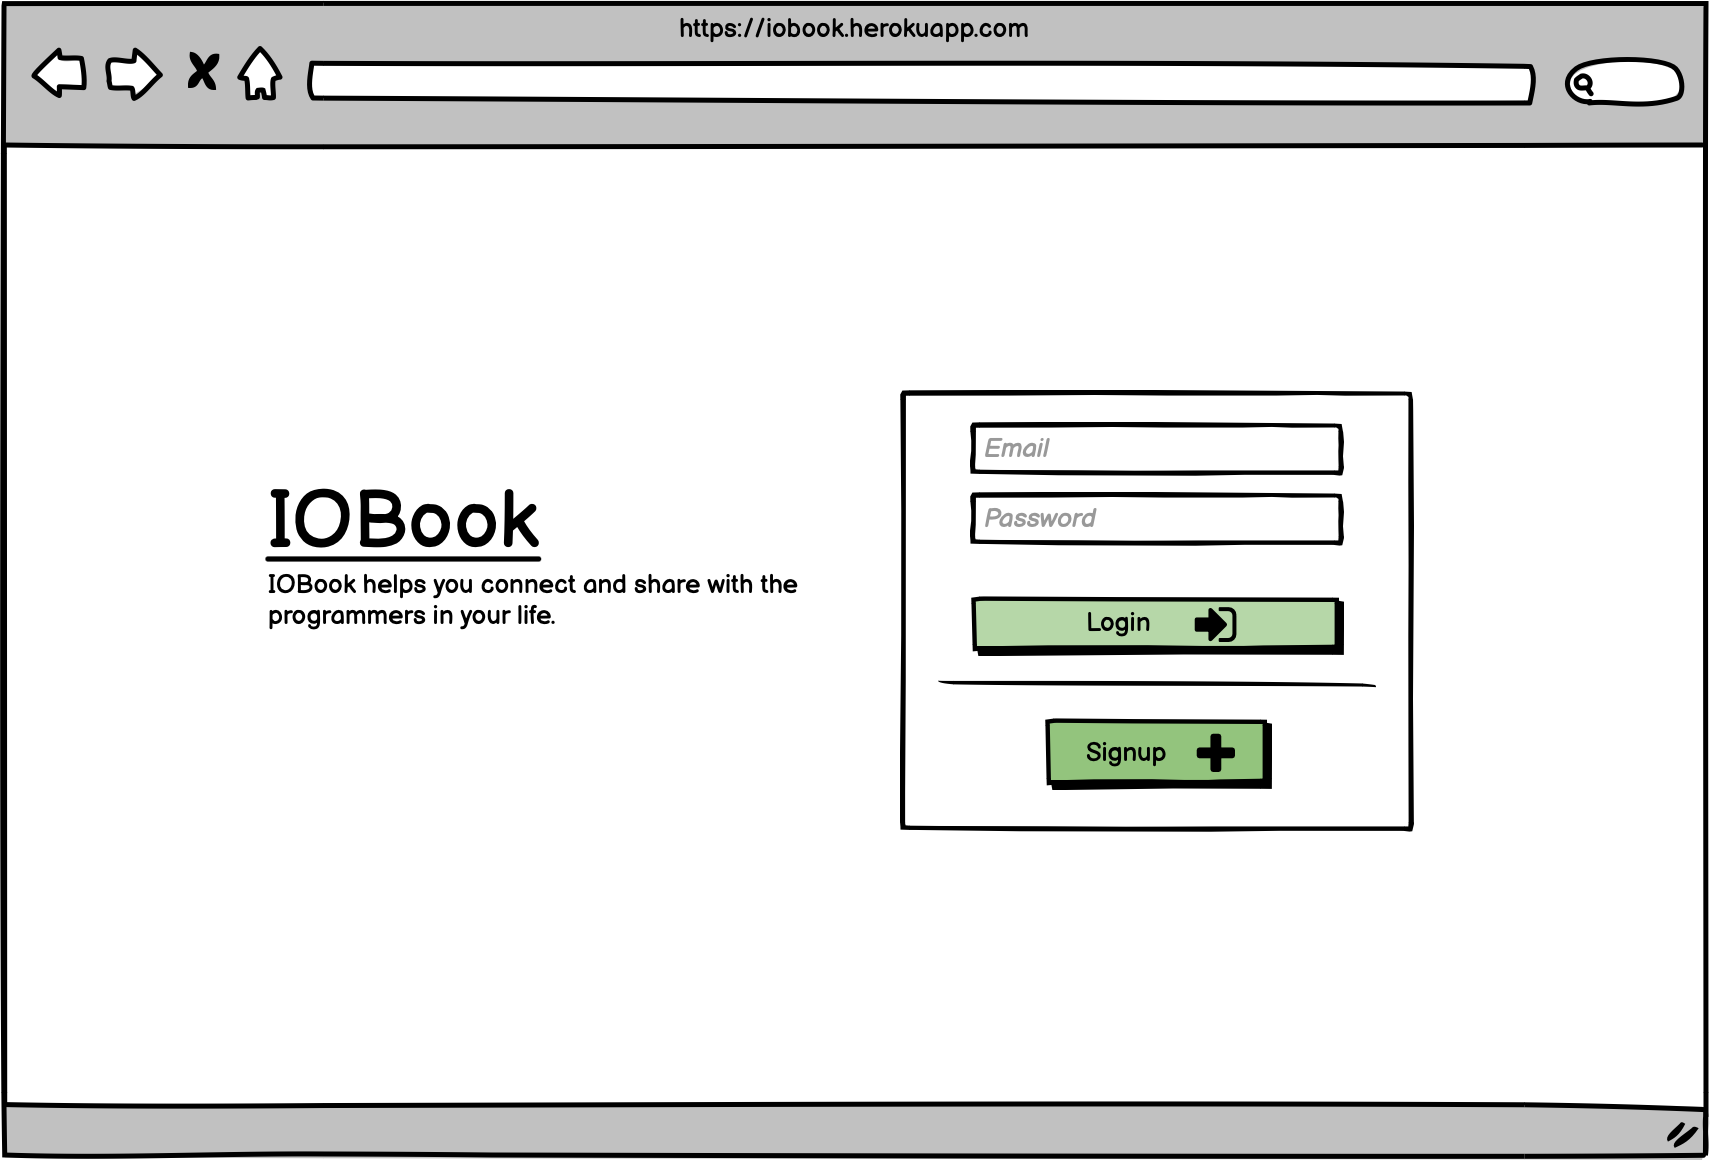 https://iobook.herokuapp.com
IOBook
IOBook helps you connect and share with the
programmers in your life.
Email
Password
Login
Signup